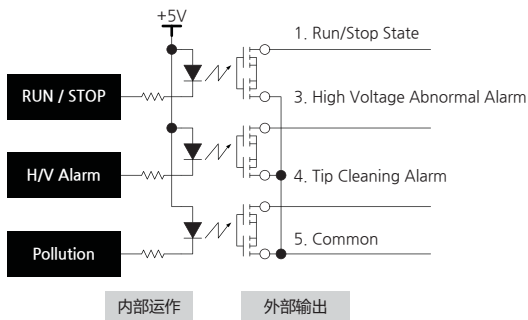 +5V
1. Run/Stop State
RUN / STOP
3. High Voltage Abnormal Alarm
H/V Alarm
4. Tip Cleaning Alarm
5. Common
Pollution
内部运作
外部输出